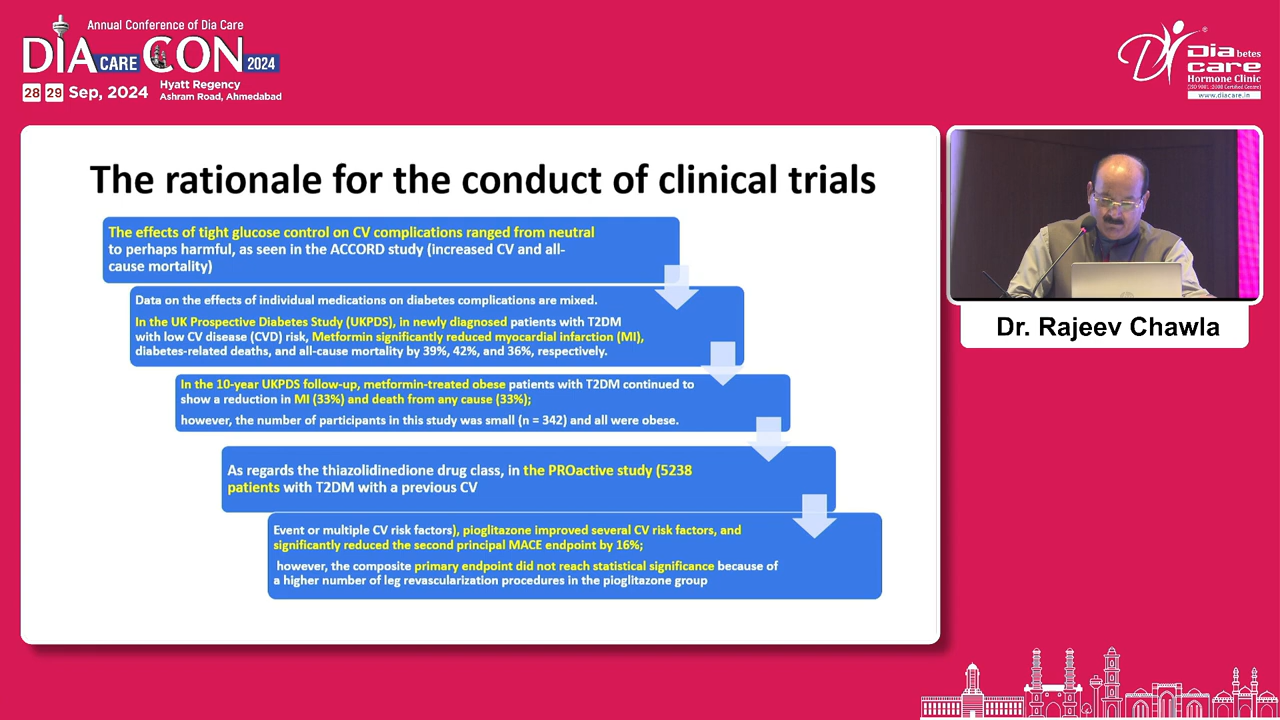 Annual Conference of Dia Care
DIA CARE CON 2024
28 29 Sep, 2024
Hyatt Regency
Ashram Road, Ahmedabad
Diabetes
care
Hormone Clinic
(ISO 9001:2008 Certified Centre)
www.diacare.in
The rationale for the conduct of clinical trials
The effects of tight glucose control on CV complications ranged from neutral
to perhaps harmful, as seen in the ACCORD study (increased CV and all-
cause mortality)
Data on the effects of individual medications on diabetes complications are mixed.
In the UK Prospective Diabetes Study (UKPDS), in newly diagnosed patients with T2DM
with low CV disease (CVD) risk, Metformin significantly reduced myocardial infarction (MI),
diabetes-related deaths, and all-cause mortality by 39%, 42%, and 36%, respectively.
In the 10-year UKPDS follow-up, metformin-treated obese patients with T2DM continued to
show a reduction in MI (33%) and death from any cause (33%);
however, the number of participants in this study was small (n = 342) and all were obese.
As regards the thiazolidinedione drug class, in the PROactive study (5238
patients with T2DM with a previous CV
Event or multiple CV risk factors), pioglitazone improved several CV risk factors, and
significantly reduced the second principal MACE endpoint by 16%;
however, the composite primary endpoint did not reach statistical significance because of
a higher number of leg revascularization procedures in the pioglitazone group
Dr. Rajeev Chawla